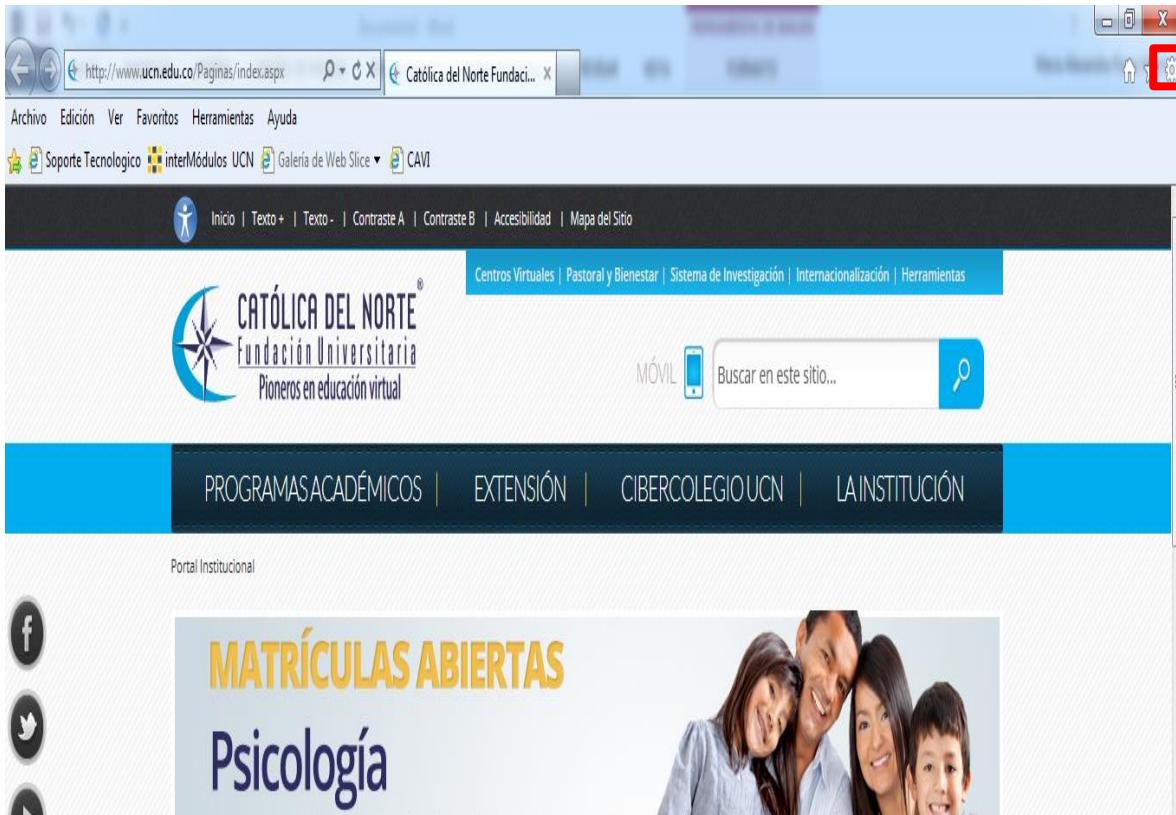 http://www.ucn.edu.co/Paginas/index.aspx
Católica del Norte Fundaci...
Archivo Edición Ver Favoritos Herramientas Ayuda
Soporte Tecnologico interMódulos UCN Galería de Web Slice CAVI
Inicio | Texto + | Texto - | Contraste A | Contraste B | Accesibilidad | Mapa del Sitio
Centros Virtuales | Pastoral y Bienestar | Sistema de Investigación | Internacionalización | Herramientas
CATÓLICA DEL NORTE®
Fundación Universitaria
Pioneros en educación virtual
MÓVIL
Buscar en este sitio...
PROGRAMAS ACADÉMICOS | EXTENSIÓN | CIBERCOLEGIO UCN | LA INSTITUCIÓN
Portal Institucional
MATRÍCULAS ABIERTAS
Psicología